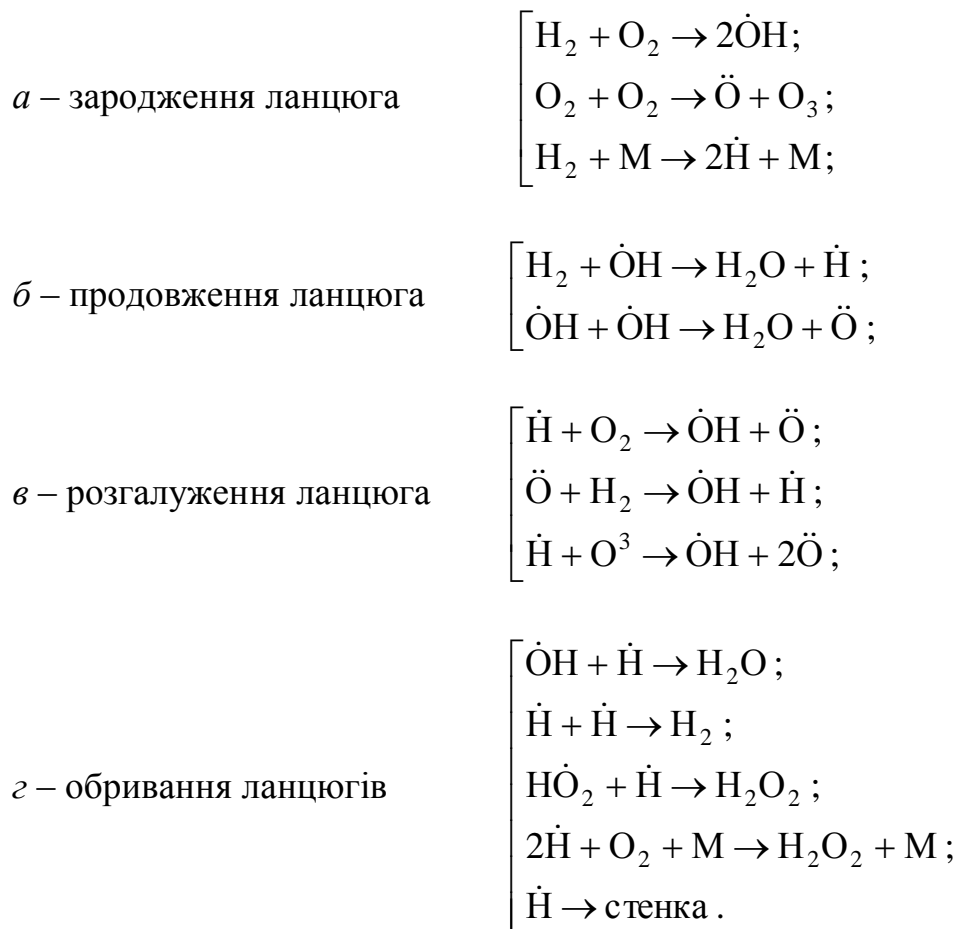 H₂ + O₂ → 2ȮH;
а – зародження ланцюга
O₂ + O₂ → Ö + O₃;
H₂ + M → 2Ḣ + M;
H₂ + ȮH → H₂O + Ḣ;
б – продовження ланцюга
ȮH + ȮH → H₂O + Ö;
Ḣ + O₂ → ȮH + Ö;
в – розгалуження ланцюга
Ö + H₂ → ȮH + Ḣ;
Ḣ + O³ → ȮH + 2Ö;
ȮH + Ḣ → H₂O;
Ḣ + Ḣ → H₂;
г – обривання ланцюгів
HȮ₂ + Ḣ → H₂O₂;
2Ḣ + O₂ + M → H₂O₂ + M;
Ḣ → стенка.